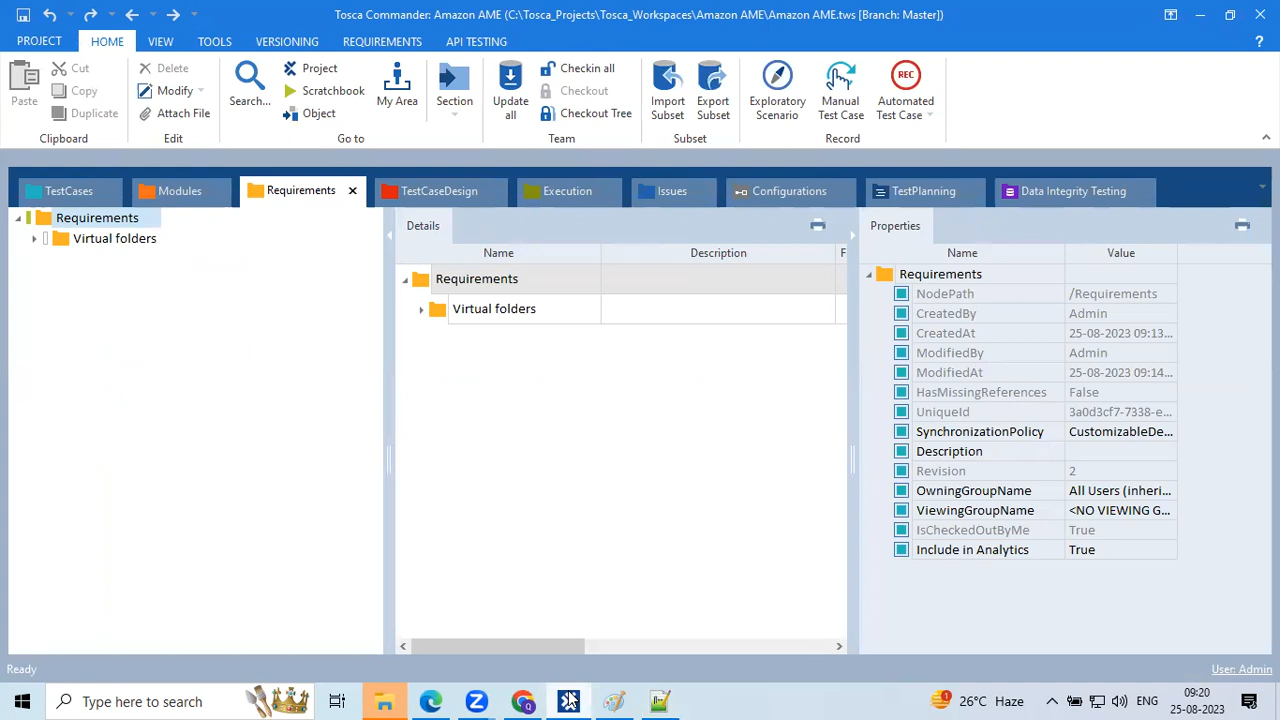 Tosca Commander: Amazon AME (C:\Tosca_Projects\Tosca_Workspaces\Amazon AME\Amazon AME.tws [Branch: Master])
PROJECT HOME VIEW TOOLS VERSIONING REQUIREMENTS API TESTING ?
Paste
Cut
Copy
Duplicate
Clipboard
Delete
Modify
Attach File
Edit
Search...
Project
Scratchbook
Object
My Area
Section
Go to
Update all
Checkin all
Checkout
Checkout Tree
Team
Import Subset
Export Subset
Subset
Exploratory Scenario
Manual Test Case
REC
Automated Test Case
Record
TestCases Modules Requirements TestCaseDesign Execution Issues Configurations TestPlanning Data Integrity Testing
Requirements
Virtual folders
Details
Name Description F
Requirements
Virtual folders
Properties
Name Value
Requirements
NodePath /Requirements
CreatedBy Admin
CreatedAt 25-08-2023 09:13...
ModifiedBy Admin
ModifiedAt 25-08-2023 09:14...
HasMissingReferences False
UniqueId 3a0d3cf7-7338-e...
SynchronizationPolicy CustomizableDe...
Description
Revision 2
OwningGroupName All Users (inheri...
ViewingGroupName <NO VIEWING G...
IsCheckedOutByMe True
Include in Analytics True
Ready
User: Admin
Type here to search
1
26°C Haze
ENG
09:20
25-08-2023